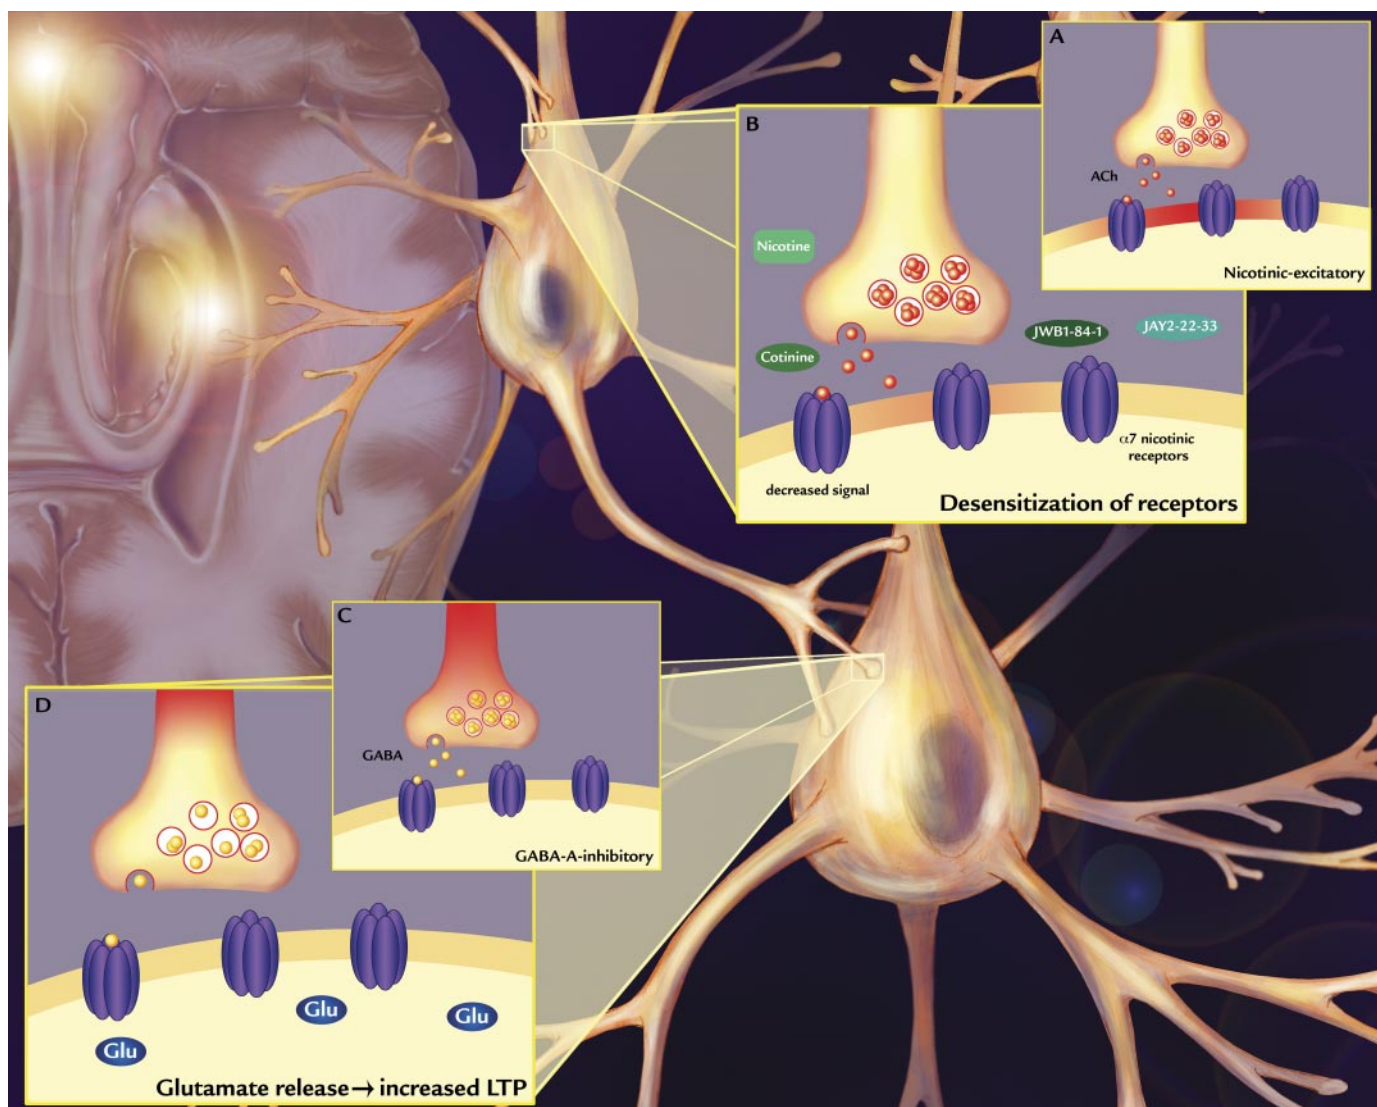 A
ACh
Nicotinic-excitatory
B
Nicotine
JWB1-84-1
JAY2-22-33
Cotinine
α7 nicotinic
receptors
decreased signal
Desensitization of receptors
C
GABA
GABA-A-inhibitory
D
Glu
Glu
Glu
Glutamate release→increased LTP